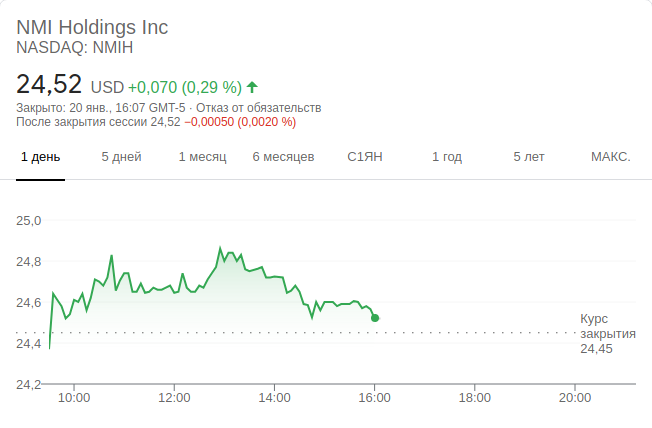 NMI Holdings Inc
NASDAQ: NMIH
24,52 USD +0,070 (0,29 %)
Закрыто: 20 янв., 16:07 GMT-5 · Отказ от обязательств
После закрытия сессии 24,52 −0,00050 (0,0020 %)
1 день 5 дней 1 месяц 6 месяцев С1ЯН 1 год 5 лет МАКС.
25,0
24,8
24,6
Курс
закрытия
24,45
24,4
24,2
10:00 12:00 14:00 16:00 18:00 20:00